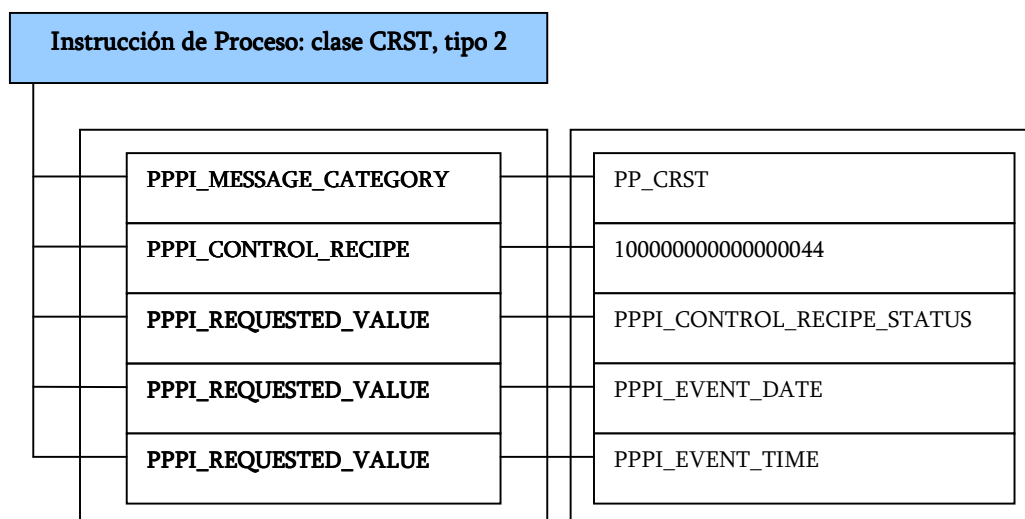 Instrucción de Proceso: clase CRST, tipo 2
PPPI_MESSAGE_CATEGORY PP_CRST
PPPI_CONTROL_RECIPE 100000000000000044
PPPI_REQUESTED_VALUE PPPI_CONTROL_RECIPE_STATUS
PPPI_REQUESTED_VALUE PPPI_EVENT_DATE
PPPI_REQUESTED_VALUE PPPI_EVENT_TIME